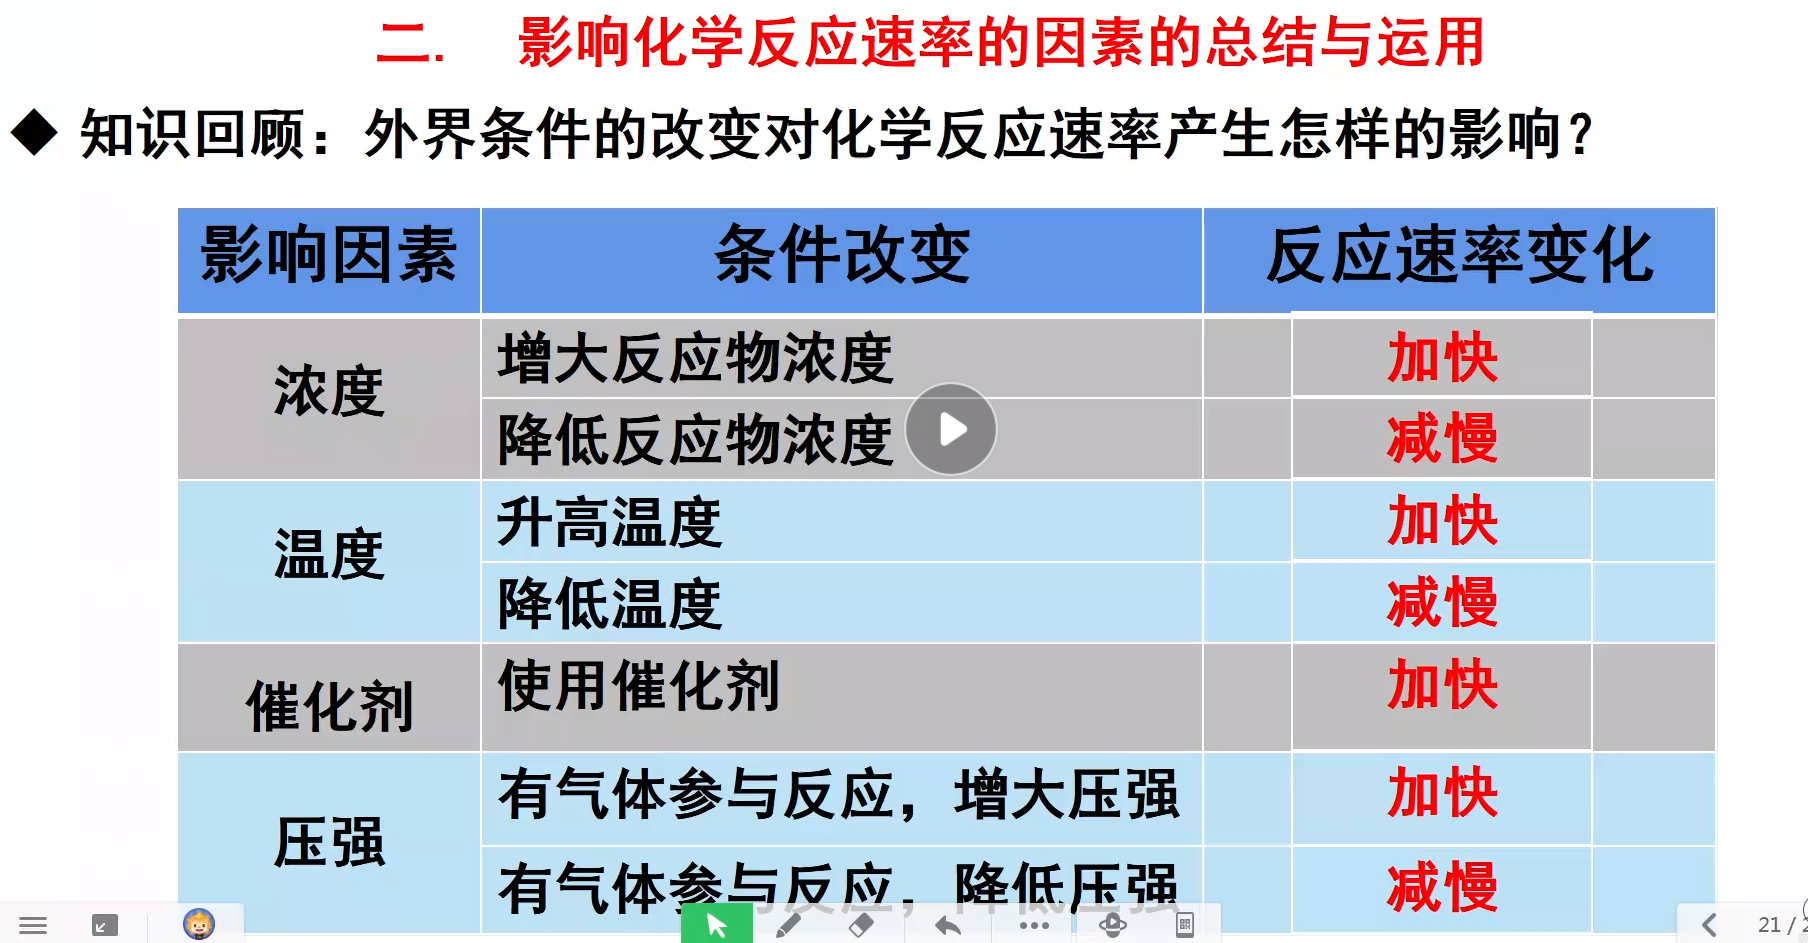 二. 影响化学反应速率的因素的总结与运用
◆ 知识回顾：外界条件的改变对化学反应速率产生怎样的影响?
影响因素 条件改变 反应速率变化
浓度
增大反应物浓度 加快
降低反应物浓度 减慢
温度
升高温度 加快
降低温度 减慢
催化剂 使用催化剂 加快
压强
有气体参与反应，增大压强 加快
有气体参与反应，降低压强 减慢
21 /